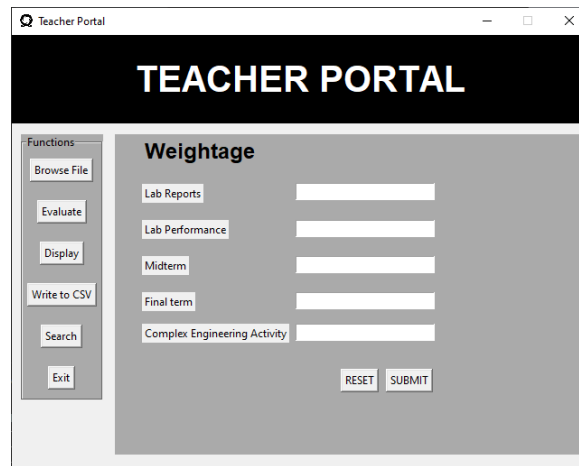 Teacher Portal
TEACHER PORTAL
Functions
Browse File
Evaluate
Display
Write to CSV
Search
Exit
Weightage
Lab Reports
Lab Performance
Midterm
Final term
Complex Engineering Activity
RESET SUBMIT